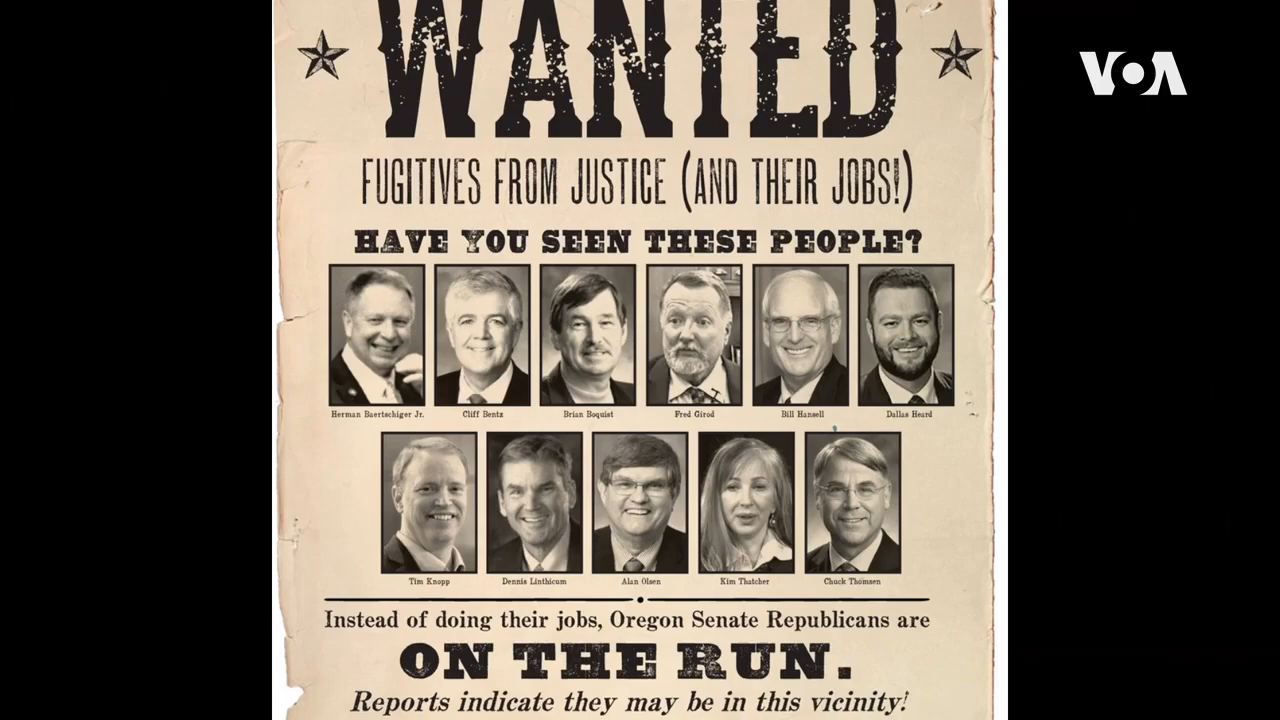 WANTED
VOA
FUGITIVES FROM JUSTICE (AND THEIR JOBS!)
HAVE YOU SEEN THESE PEOPLE?
Herman Baertschiger Jr. Cliff Bentz Brian Boquist Fred Girod Bill Hansell Dallas Heard
Tim Knopp Dennis Linthicum Alan Olsen Kim Thatcher Chuck Thomsen
Instead of doing their jobs, Oregon Senate Republicans are
ON THE RUN.
Reports indicate they may be in this vicinity!